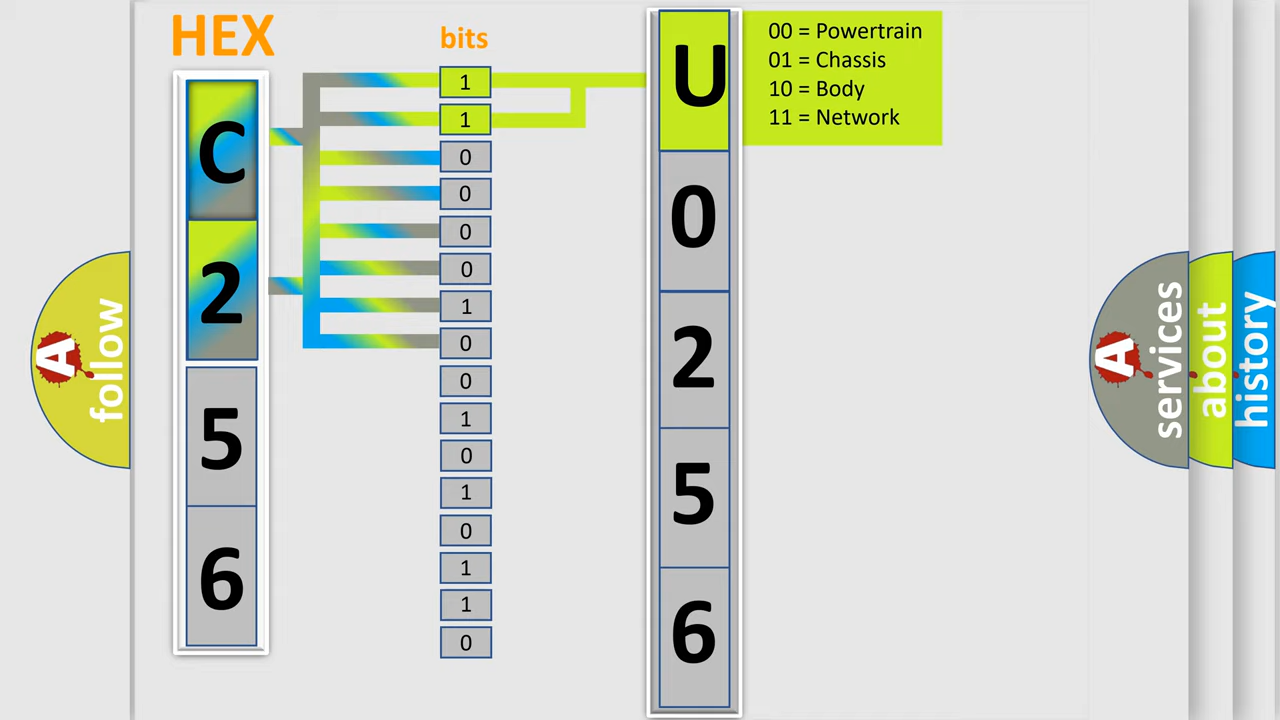 HEX
bits
C
2
5
6
1
1
0
0
0
0
1
0
0
1
0
1
0
1
1
0
U
0
2
5
6
00 = Powertrain
01 = Chassis
10 = Body
11 = Network
A
follow
A
services
about
history